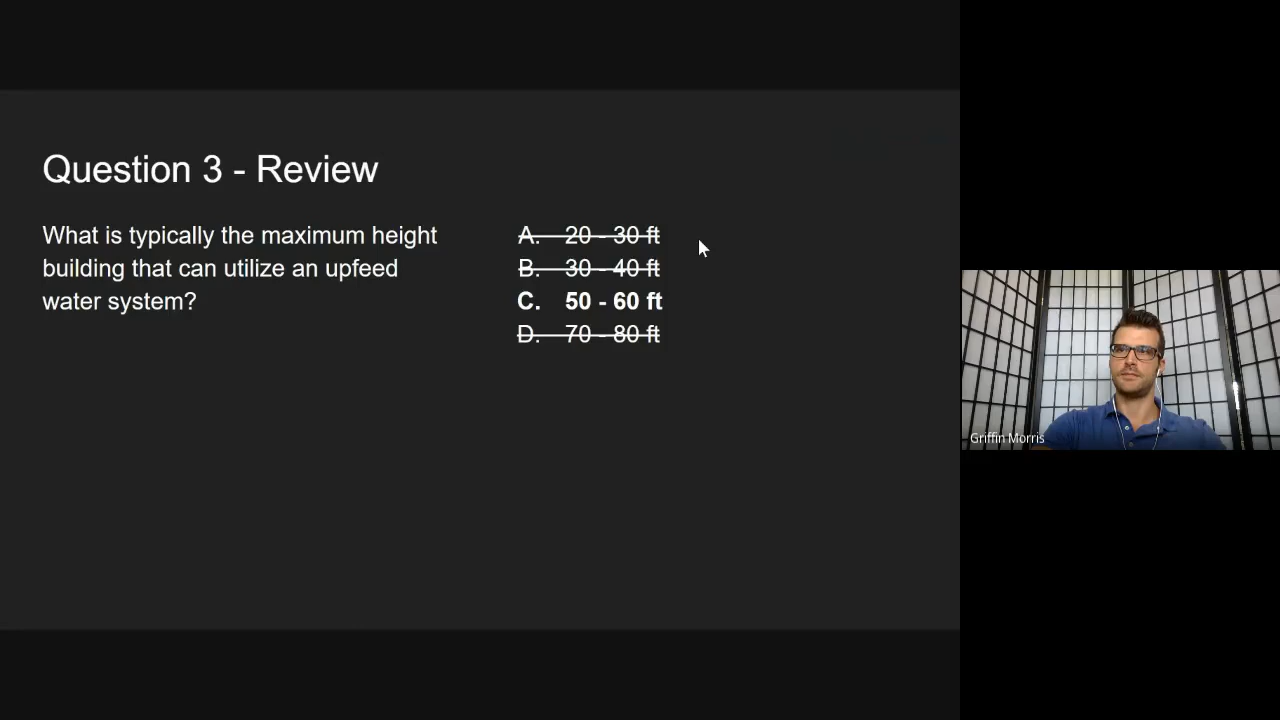 Question 3 - Review
What is typically the maximum height
building that can utilize an upfeed
water system?
A. 20 - 30 ft
B. 30 - 40 ft
C. 50 - 60 ft
D. 70 - 80 ft
Griffin Morris